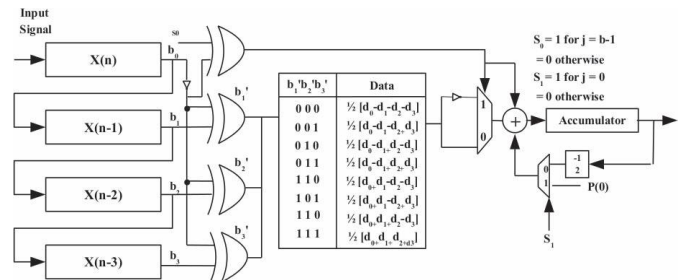 Input
Signal
s0
b₀
X(n)
b₁'
b₁
X(n-1)
b₂'
b₂
X(n-2)
b₃'
b₃
X(n-3)
b₁'b₂'b₃' Data
0 0 0 ½ [d₀-d₁-d₂-d₃]
0 0 1 ½ [d₀-d₁-d₂₊d₃]
0 1 0 ½ [d₀-d₁₊d₂-d₃]
0 1 1 ½ [d₀-d₁₊d₂₊d₃]
1 1 0 ½ [d₀₊d₁-d₂-d₃]
1 0 1 ½ [d₀₊d₁-d₂₊d₃]
1 1 0 ½ [d₀₊d₁₊d₂-d₃]
1 1 1 ½ [d₀₊d₁₊d₂₊d₃]
1
0
+
S₀ = 1 for j = b-1
= 0 otherwise
S₁ = 1 for j = 0
= 0 otherwise
Accumulator
0
1
-1
2
P(0)
S₁